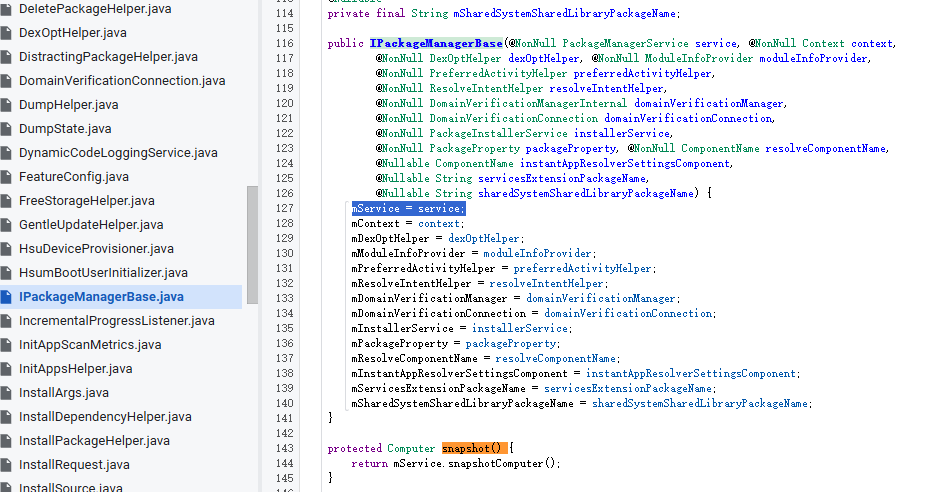 DeletePackageHelper.java
DexOptHelper.java
DistractingPackageHelper.java
DomainVerificationConnection.java
DumpHelper.java
DumpState.java
DynamicCodeLoggingService.java
FeatureConfig.java
FreeStorageHelper.java
GentleUpdateHelper.java
HsuDeviceProvisioner.java
HsumBootUserInitializer.java
IPackageManagerBase.java
IncrementalProgressListener.java
InitAppScanMetrics.java
InitAppsHelper.java
InstallArgs.java
InstallDependencyHelper.java
InstallPackageHelper.java
InstallRequest.java
InstallSource.java
114 private final String mSharedSystemSharedLibraryPackageName;
115
116 public IPackageManagerBase(@NonNull PackageManagerService service, @NonNull Context context,
117 @NonNull DexOptHelper dexOptHelper, @NonNull ModuleInfoProvider moduleInfoProvider,
118 @NonNull PreferredActivityHelper preferredActivityHelper,
119 @NonNull ResolveIntentHelper resolveIntentHelper,
120 @NonNull DomainVerificationManagerInternal domainVerificationManager,
121 @NonNull DomainVerificationConnection domainVerificationConnection,
122 @NonNull PackageInstallerService installerService,
123 @NonNull PackageProperty packageProperty, @NonNull ComponentName resolveComponentName,
124 @Nullable ComponentName instantAppResolverSettingsComponent,
125 @Nullable String servicesExtensionPackageName,
126 @Nullable String sharedSystemSharedLibraryPackageName) {
127 mService = service;
128 mContext = context;
129 mDexOptHelper = dexOptHelper;
130 mModuleInfoProvider = moduleInfoProvider;
131 mPreferredActivityHelper = preferredActivityHelper;
132 mResolveIntentHelper = resolveIntentHelper;
133 mDomainVerificationManager = domainVerificationManager;
134 mDomainVerificationConnection = domainVerificationConnection;
135 mInstallerService = installerService;
136 mPackageProperty = packageProperty;
137 mResolveComponentName = resolveComponentName;
138 mInstantAppResolverSettingsComponent = instantAppResolverSettingsComponent;
139 mServicesExtensionPackageName = servicesExtensionPackageName;
140 mSharedSystemSharedLibraryPackageName = sharedSystemSharedLibraryPackageName;
141 }
142
143 protected Computer snapshot() {
144 return mService.snapshotComputer();
145 }